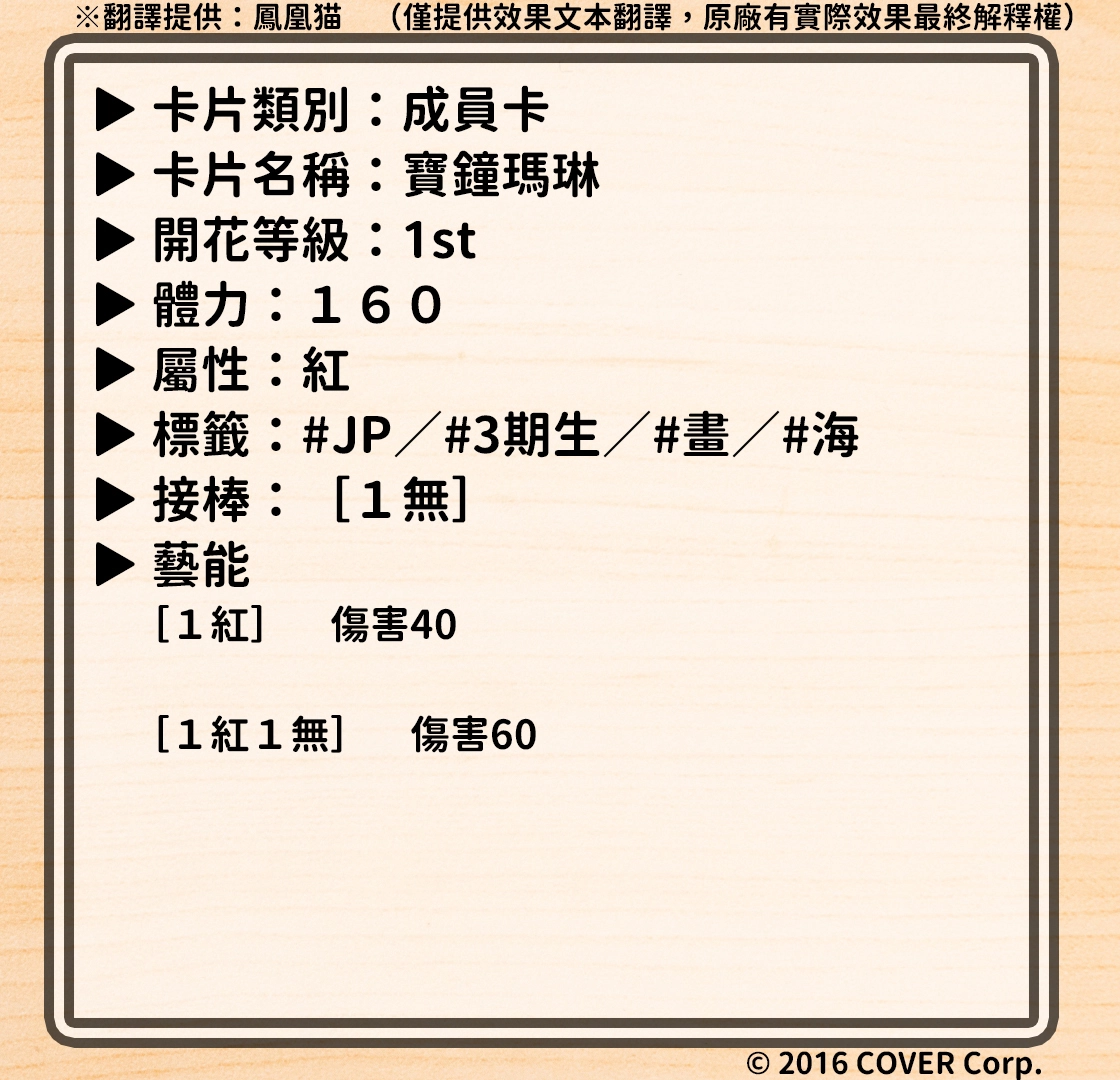 ※翻譯提供：鳳凰猫　（僅提供效果文本翻譯，原廠有實際效果最終解釋權）
▶ 卡片類別：成員卡
▶ 卡片名稱：寶鐘瑪琳
▶ 開花等級：1st
▶ 體力：１６０
▶ 屬性：紅
▶ 標籤：#JP／#3期生／#畫／#海
▶ 接棒：［１無］
▶ 藝能
［１紅］　傷害40
［１紅１無］　傷害60
© 2016 COVER Corp.